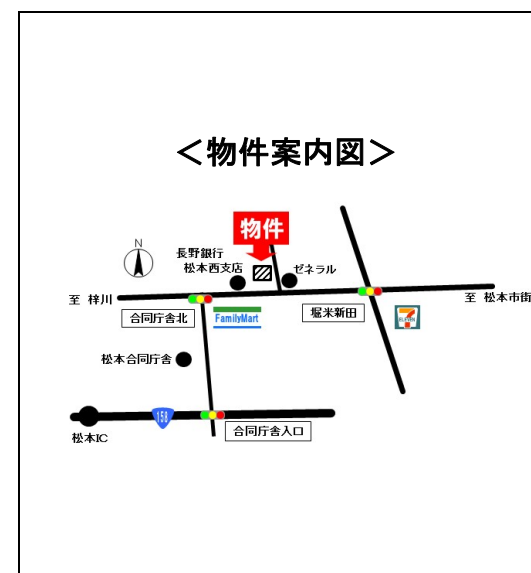 ＜物件案内図＞
物件
N
長野銀行
松本西支店
ゼネラル
至 梓川
至 松本市街
合同庁舎北
FamilyMart
堀米新田
7
ELEVEN
松本合同庁舎
158
合同庁舎入口
松本IC